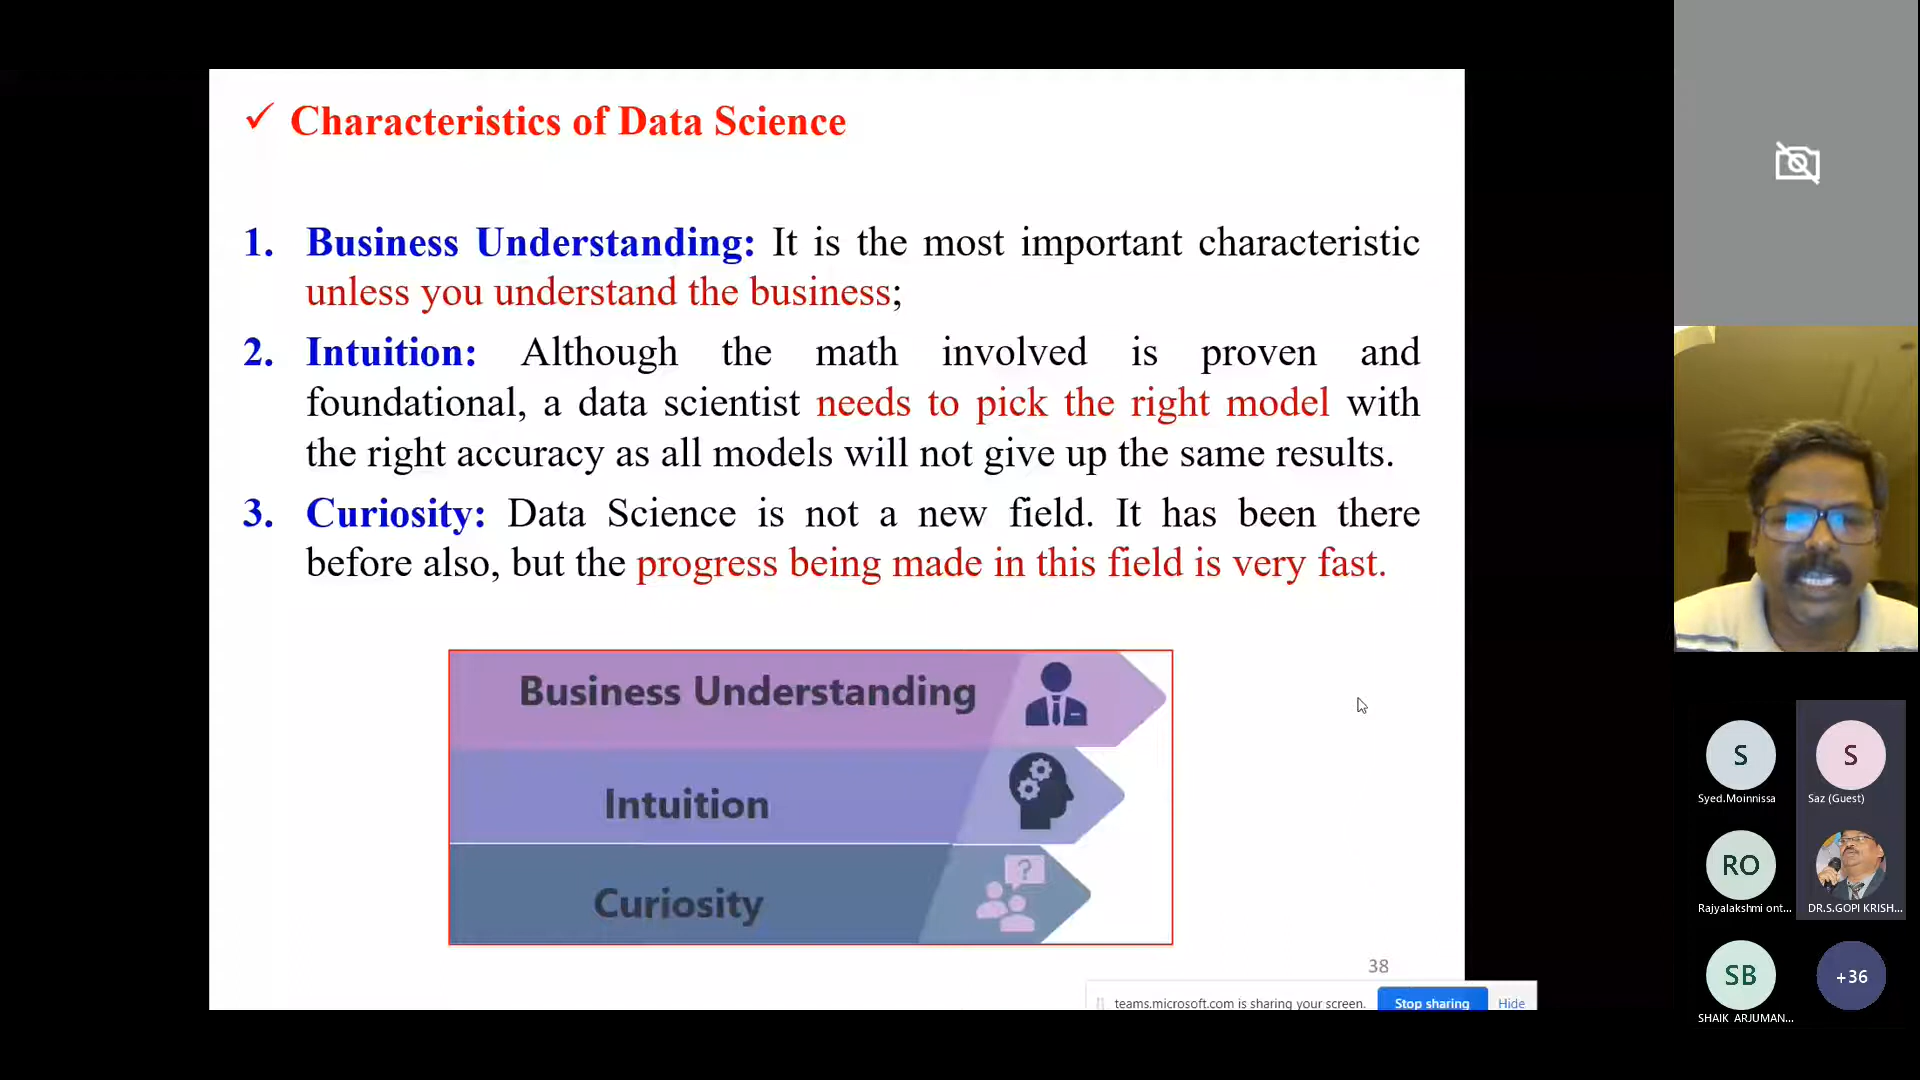 ✓ Characteristics of Data Science
1. Business Understanding: It is the most important characteristic
unless you understand the business;
2. Intuition: Although the math involved is proven and
foundational, a data scientist needs to pick the right model with
the right accuracy as all models will not give up the same results.
3. Curiosity: Data Science is not a new field. It has been there
before also, but the progress being made in this field is very fast.
Business Understanding
Intuition
?
Curiosity
38
teams.microsoft.com is sharing your screen. Stop sharing Hide
S
Syed.Moinnissa
S
Saz (Guest)
RO
Rajyalakshmi ont...
DR.S.GOPI KRISH...
SB
SHAIK ARJUMAN...
+36